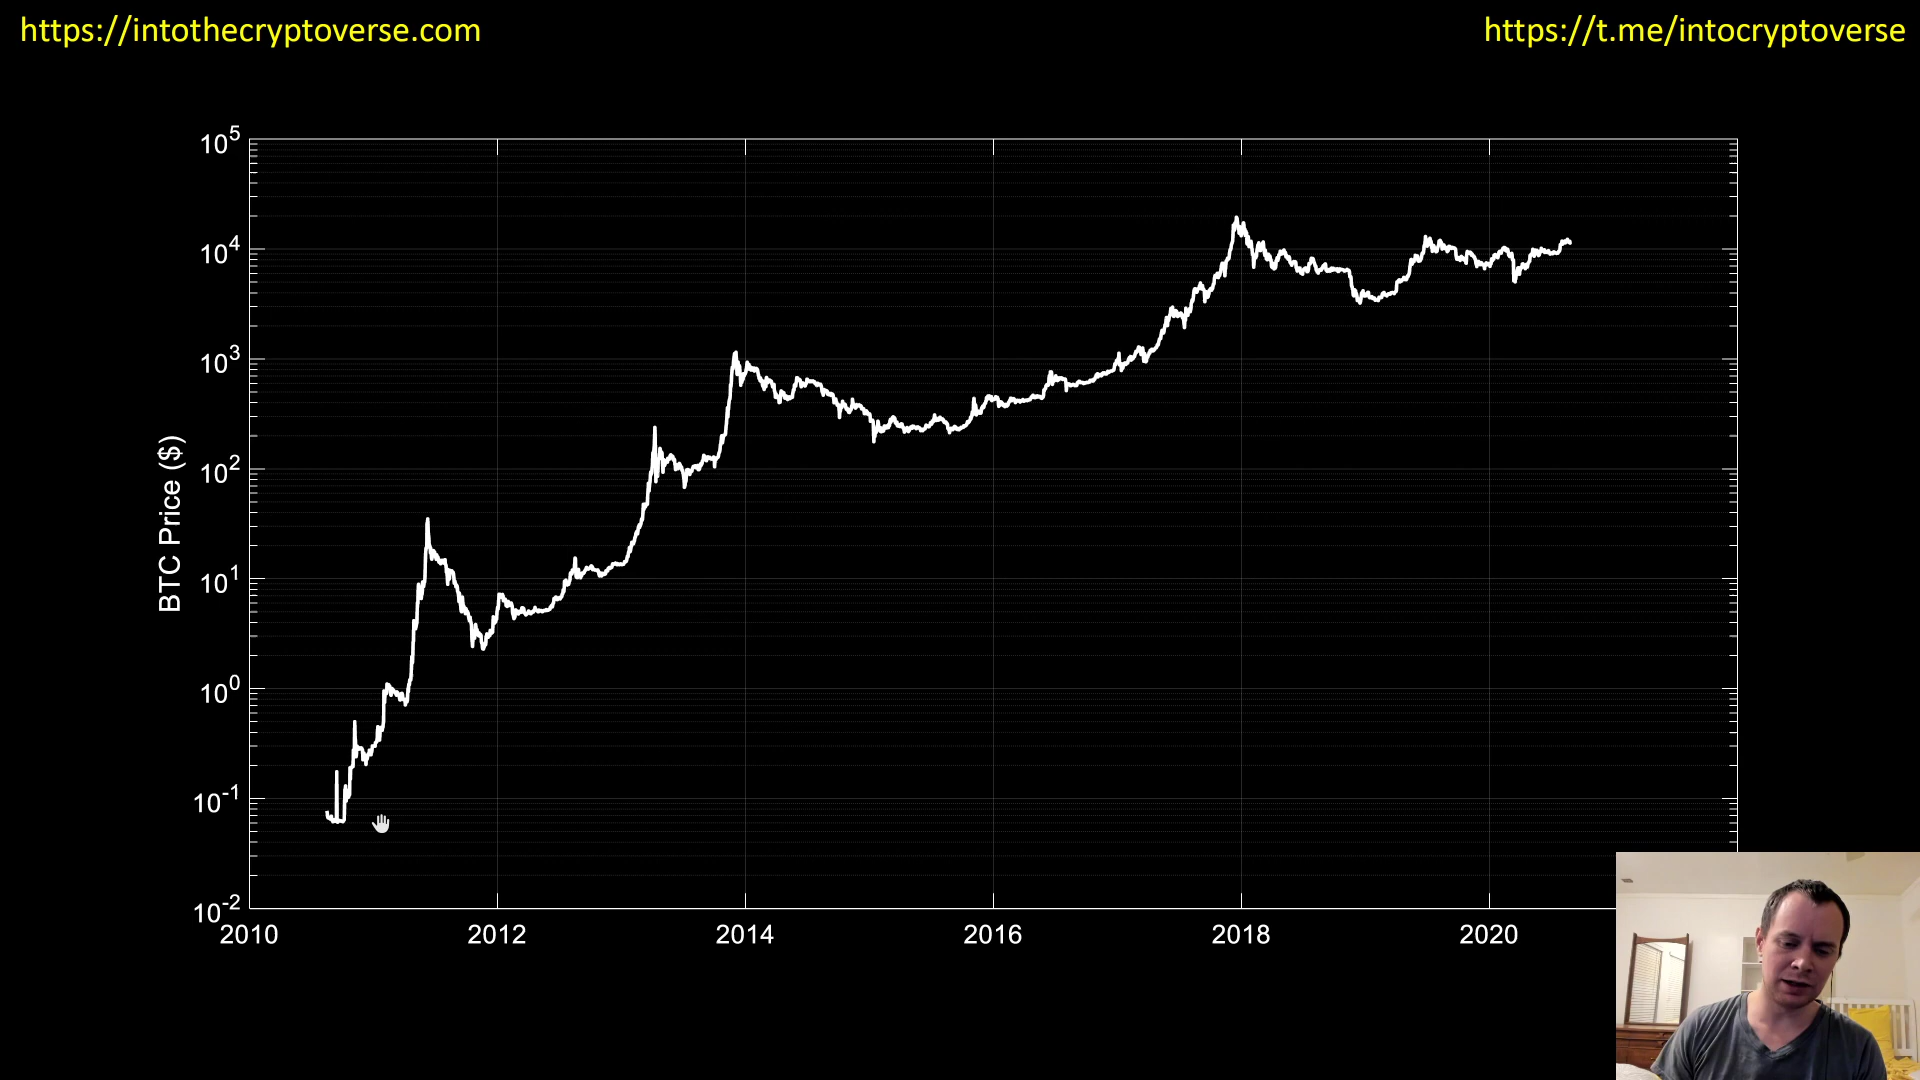 https://intothecryptoverse.com
https://t.me/intocryptoverse
BTC Price ($)
10^5
10^4
10^3
10^2
10^1
10^0
10^-1
10^-2
2010 2012 2014 2016 2018 2020